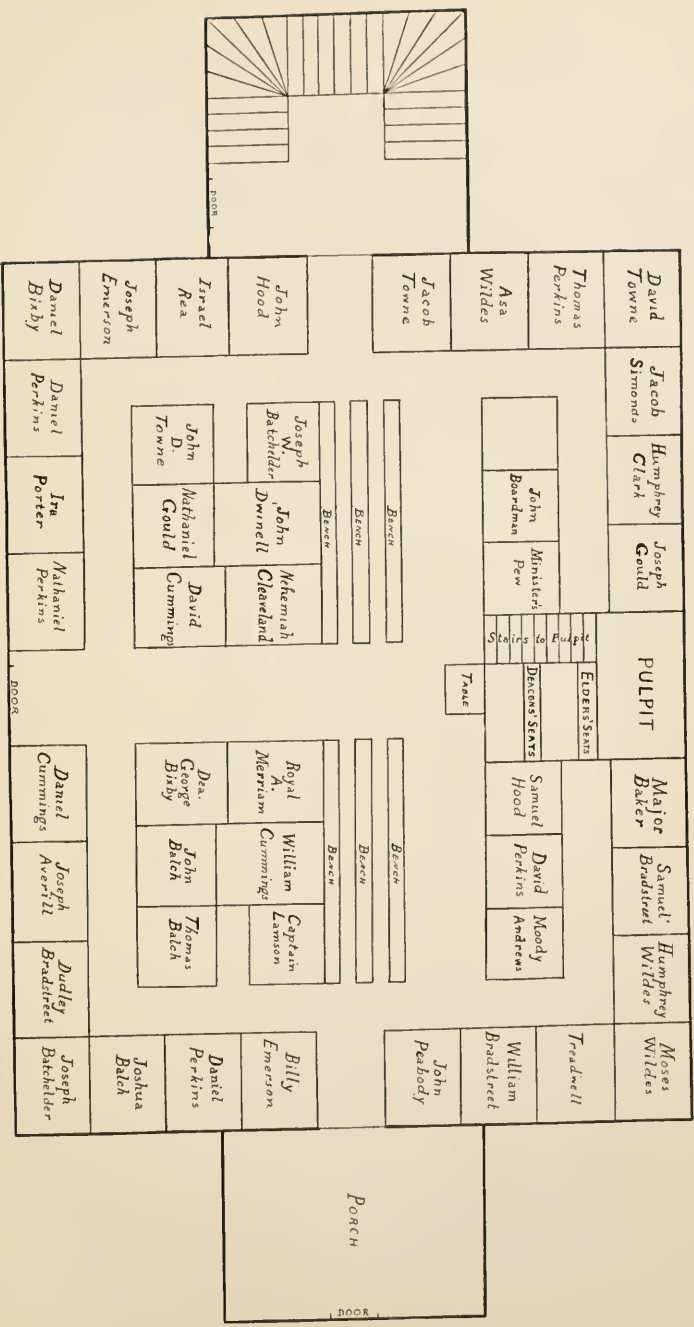 DOOR
David
Towne
Thomas
Perkins
Asa
Wildes
Jacob
Towne
John
Hood
Israel
Rea
Joseph
Emerson
Daniel
Bixby
Jacob
Simonds
Humphrey
Clark
Joseph
Gould
PULPIT
Major
Baker
Samuel
Bradstreet
Humphrey
Wildes
Moses
Wildes
John
Boardman
Minister's
Pew
Stairs to Pulpit
ELDERS' SEATS
DEACONS' SEATS
TABLE
Samuel
Hood
David
Perkins
Moody
Andrews
BENCH
BENCH
BENCH
BENCH
BENCH
BENCH
Joseph
W.
Batchelder
John
Dwinell
Nehemiah
Cleaveland
Royal
A.
Merriam
William
Cummings
Captain
Lamson
John
D.
Towne
Nathaniel
Gould
David
Cummings
Dea.
George
Bixby
John
Balch
Thomas
Balch
Daniel
Perkins
Ira
Porter
Nathaniel
Perkins
DOOR
Daniel
Cummings
Joseph
Averill
Dudley
Bradstreet
Joseph
Batchelder
Treadwell
William
Bradstreet
John
Peabody
Billy
Emerson
Daniel
Perkins
Joshua
Balch
PORCH
DOOR